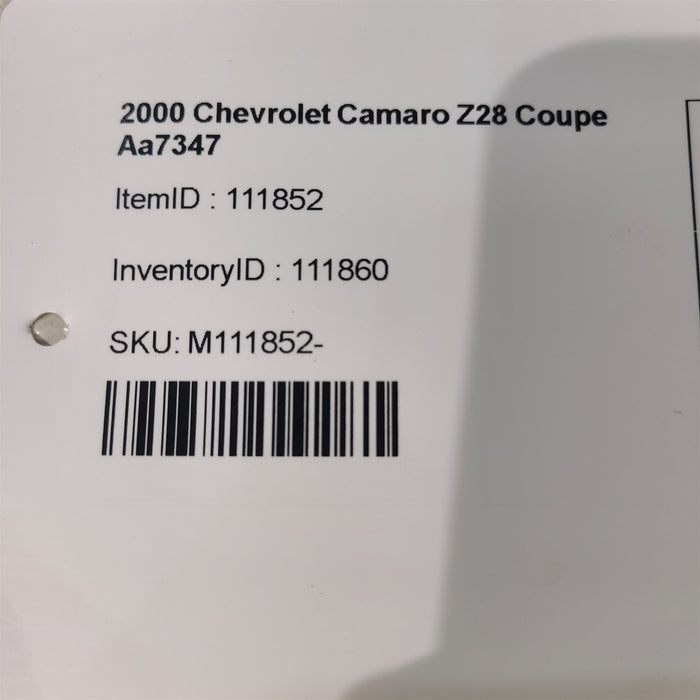 2000 Chevrolet Camaro Z28 Coupe
Aa7347
ItemID : 111852
InventoryID : 111860
SKU: M111852-